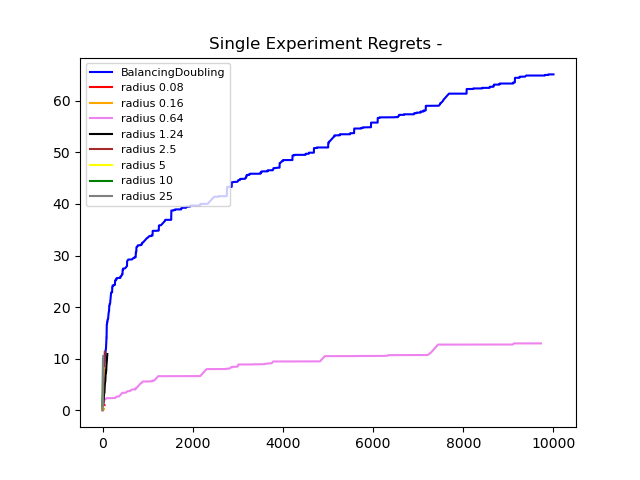 Single Experiment Regrets -
BalancingDoubling
radius 0.08
radius 0.16
radius 0.64
radius 1.24
radius 2.5
radius 5
radius 10
radius 25
60
50
40
30
20
10
0
0 2000 4000 6000 8000 10000